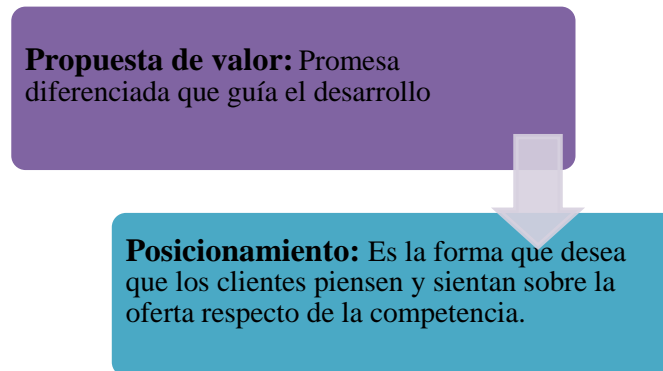 Propuesta de valor: Promesa
diferenciada que guía el desarrollo
Posicionamiento: Es la forma que desea
que los clientes piensen y sientan sobre la
oferta respecto de la competencia.